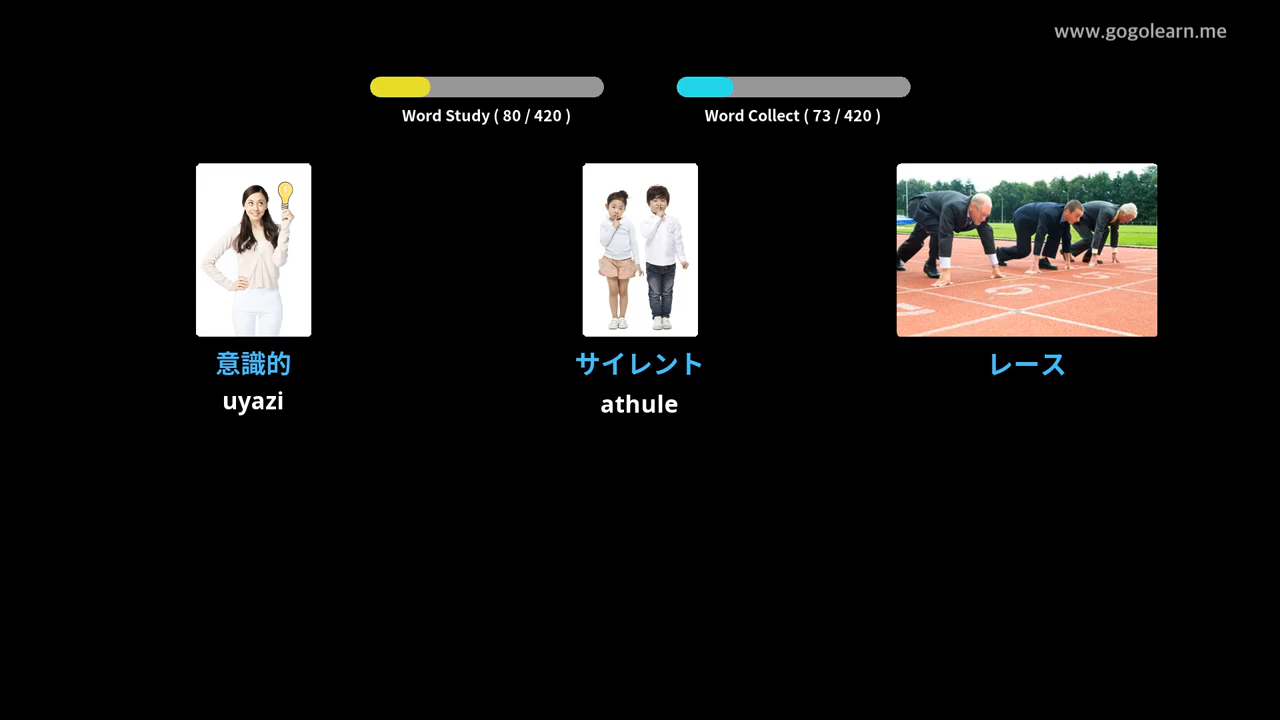 www.gogolearn.me
Word Study ( 80 / 420 )
Word Collect ( 73 / 420 )
意識的
uyazi
サイレント
athule
レース